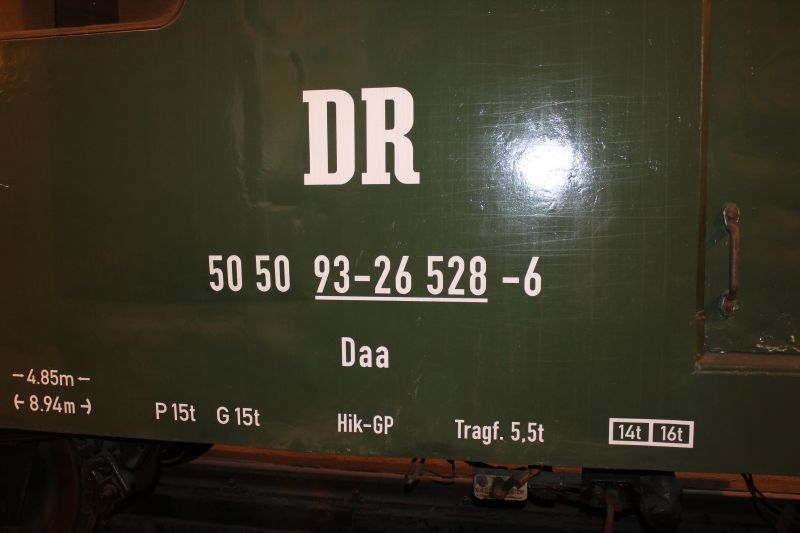 DR
50 50 93-26 528 -6
Daa
4.85m
8.94m
P 15t G 15t
Hik-GP
Tragf. 5,5t
14t 16t